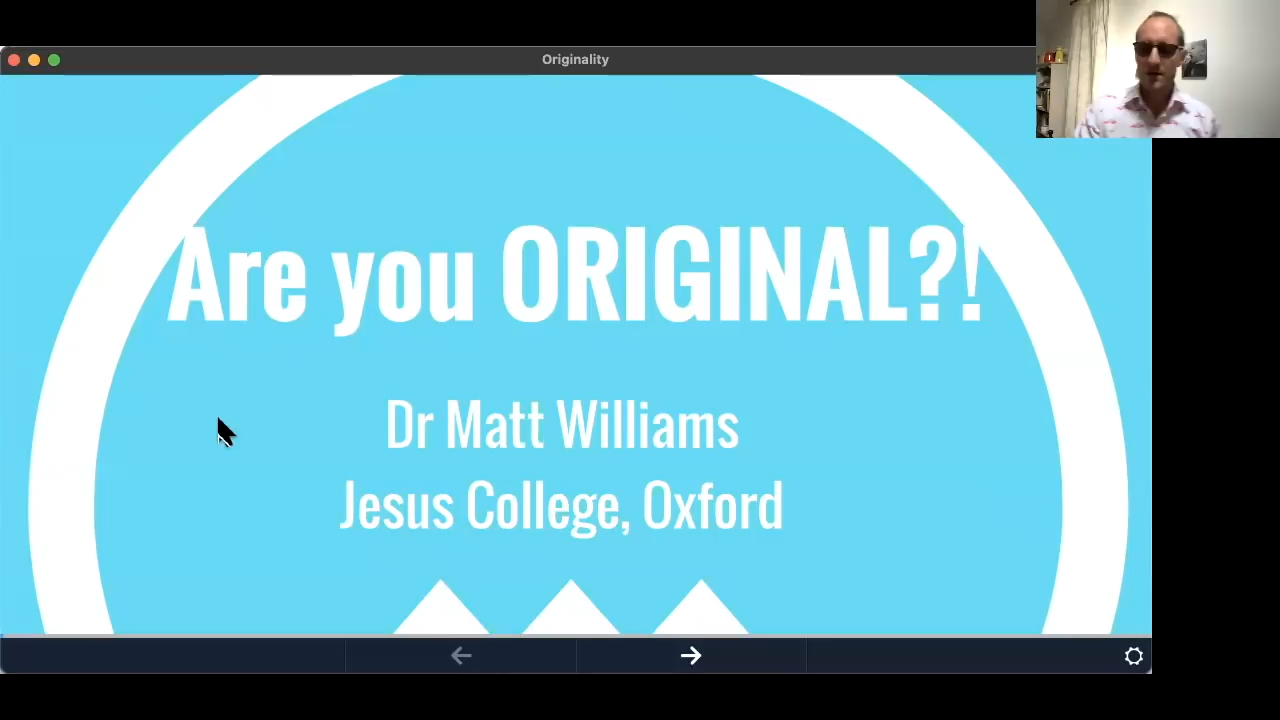 Originality
Are you ORIGINAL?!
Dr Matt Williams
Jesus College, Oxford